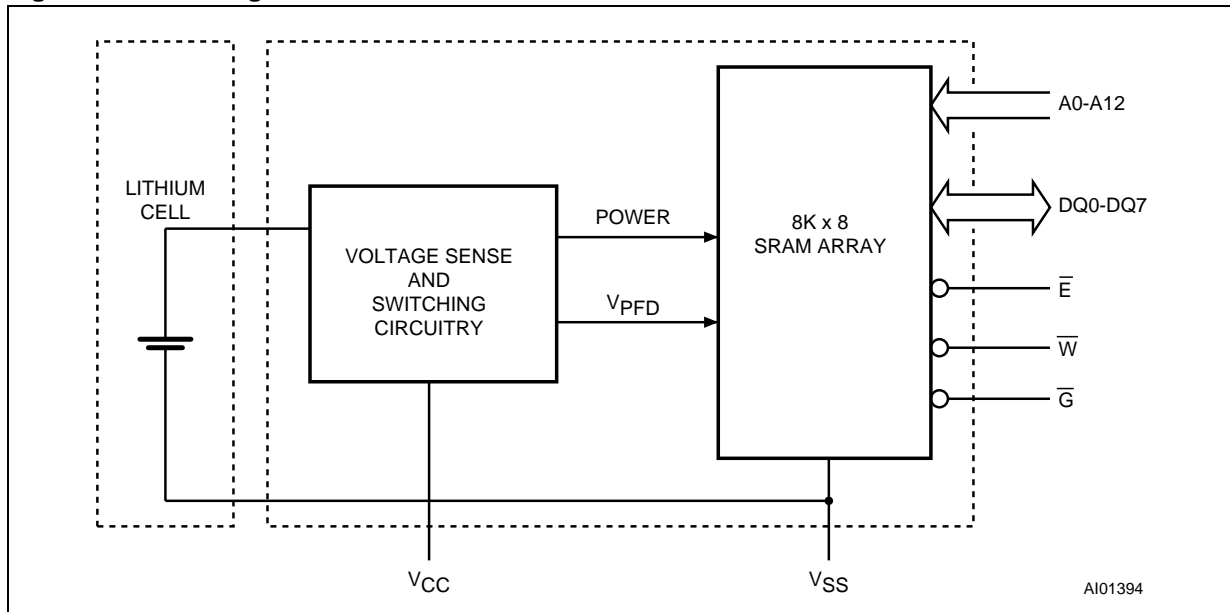 LITHIUM
CELL
VOLTAGE SENSE
AND
SWITCHING
CIRCUITRY
POWER
VPFD
8K x 8
SRAM ARRAY
A0-A12
DQ0-DQ7
E̅
W̅
G̅
VCC
VSS
AI01394